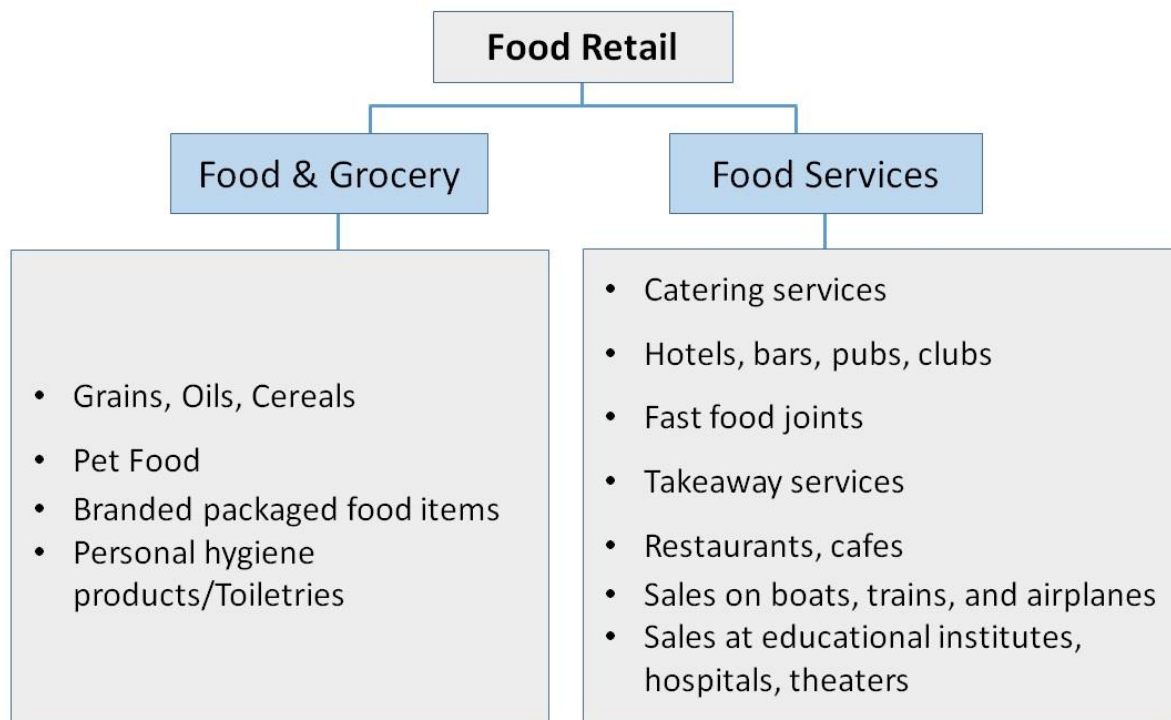 Food Retail
Food & Grocery
Food Services
• Grains, Oils, Cereals
• Pet Food
• Branded packaged food items
• Personal hygiene
products/Toiletries
• Catering services
• Hotels, bars, pubs, clubs
• Fast food joints
• Takeaway services
• Restaurants, cafes
• Sales on boats, trains, and airplanes
• Sales at educational institutes,
hospitals, theaters